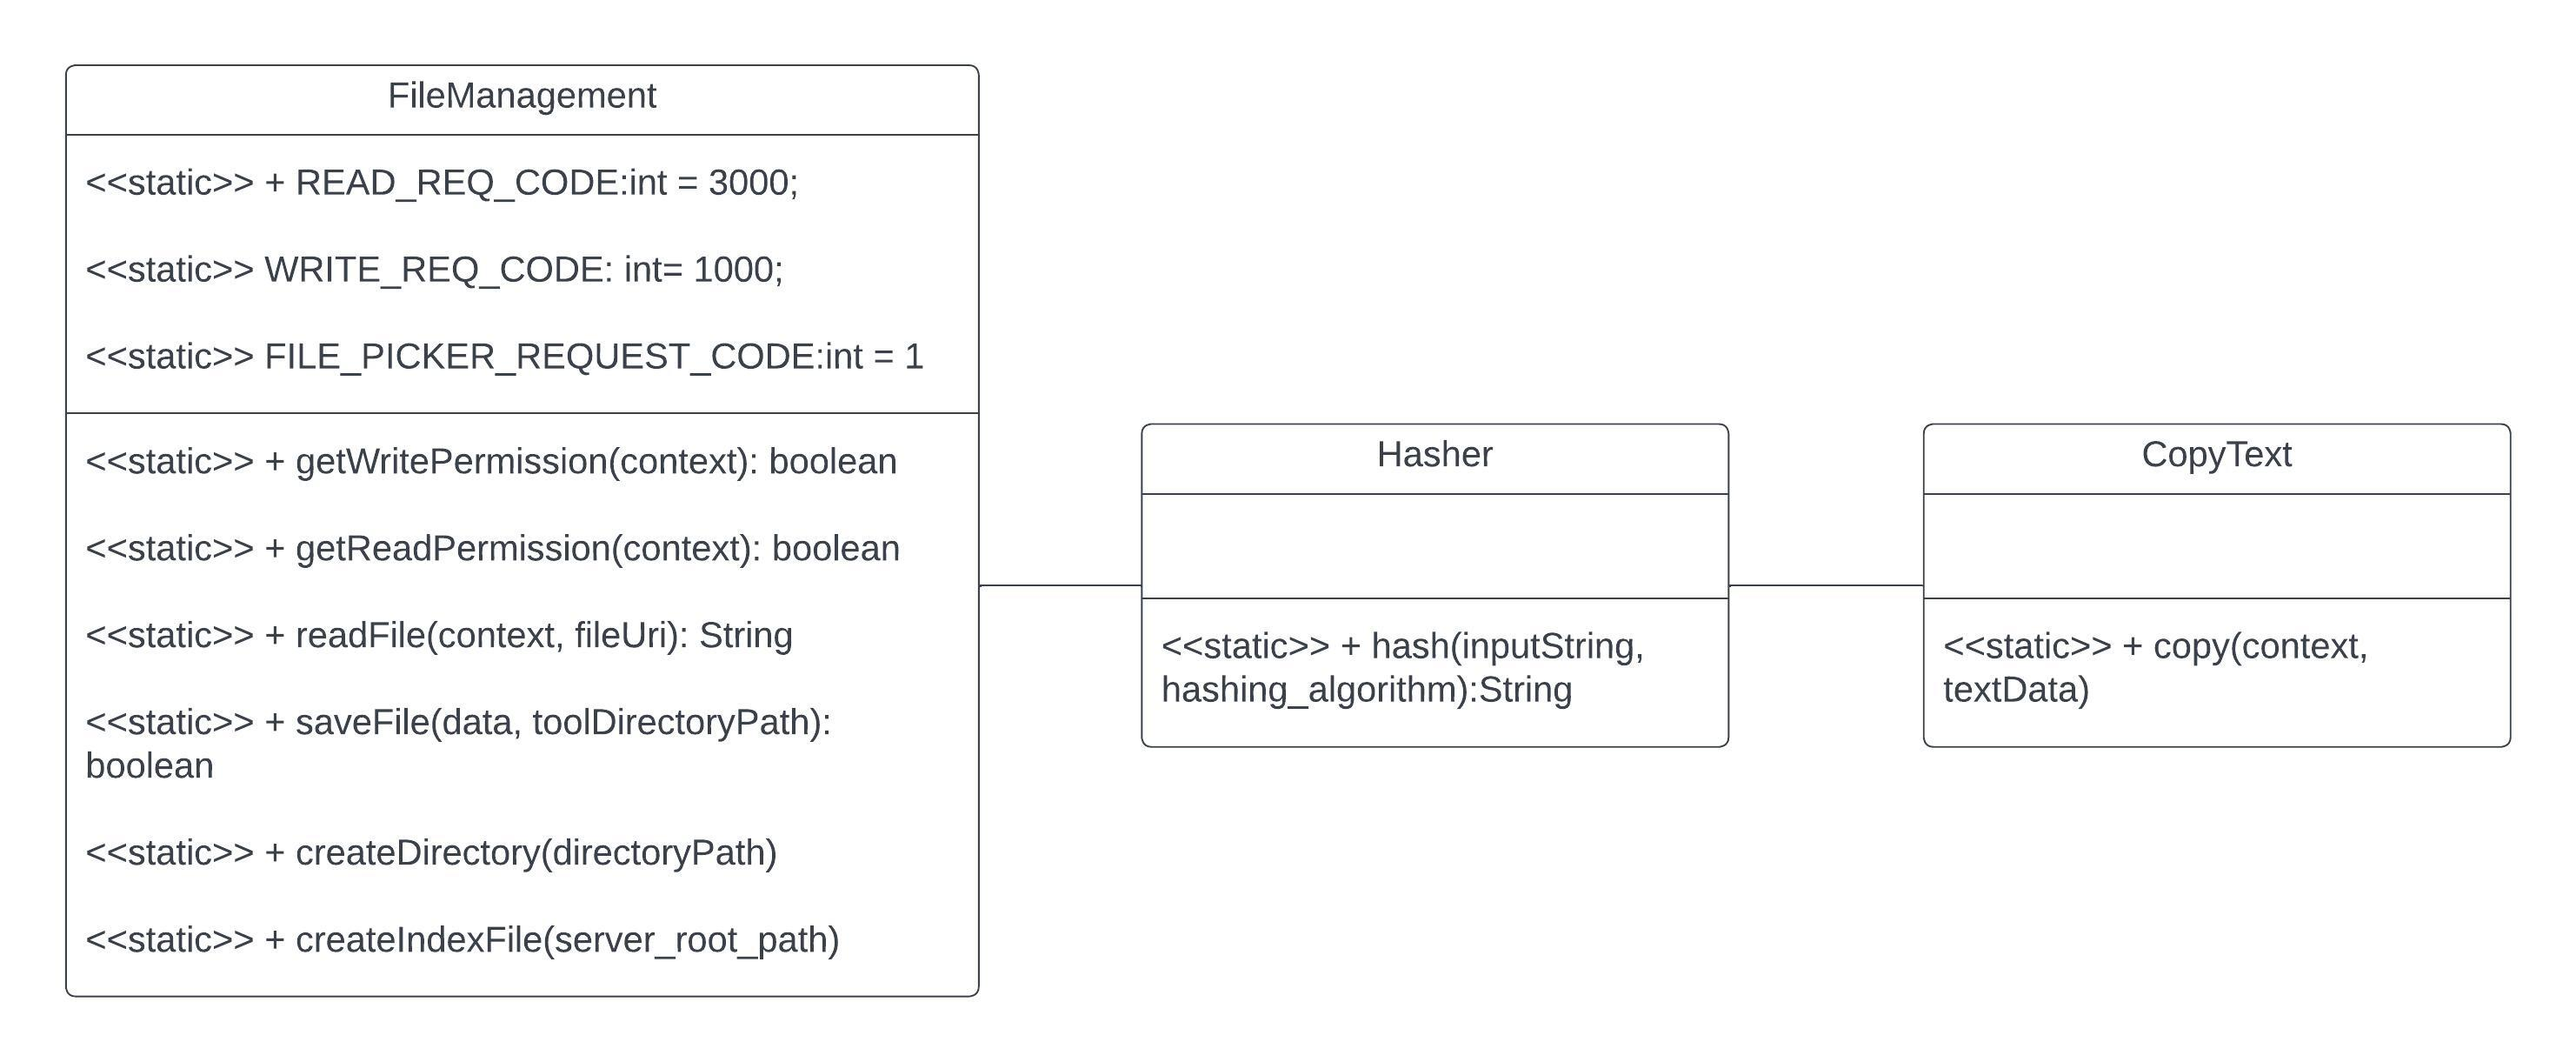 FileManagement
<<static>> + READ_REQ_CODE:int = 3000;
<<static>> WRITE_REQ_CODE: int= 1000;
<<static>> FILE_PICKER_REQUEST_CODE:int = 1
<<static>> + getWritePermission(context): boolean
<<static>> + getReadPermission(context): boolean
<<static>> + readFile(context, fileUri): String
<<static>> + saveFile(data, toolDirectoryPath):
boolean
<<static>> + createDirectory(directoryPath)
<<static>> + createIndexFile(server_root_path)
Hasher
<<static>> + hash(inputString,
hashing_algorithm):String
CopyText
<<static>> + copy(context,
textData)